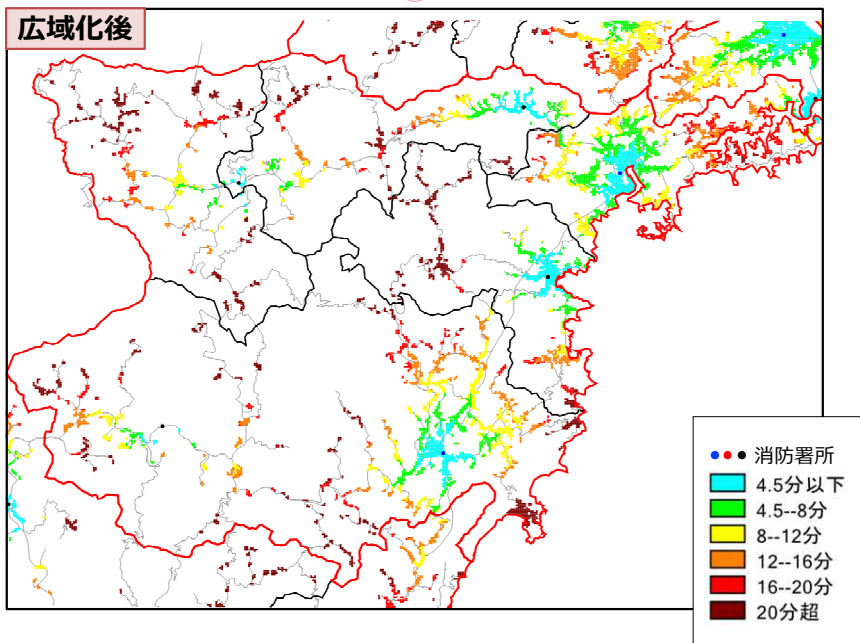 広域化後
消防署所
4.5分以下
4.5--8分
8--12分
12--16分
16--20分
20分超